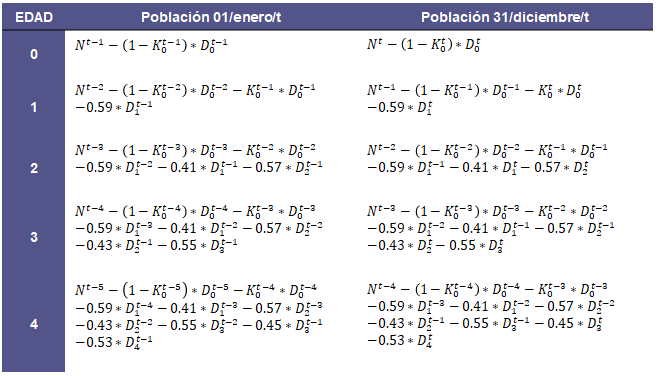 EDAD Población 01/enero/t Población 31/diciembre/t
0
N^{t−1} − (1 − K_0^{t−1}) ∗ D_0^{t−1}
N^t − (1 − K_0^t) ∗ D_0^t
1
N^{t−2} − (1 − K_0^{t−2}) ∗ D_0^{t−2} − K_0^{t−1} ∗ D_0^{t−1}
−0.59 ∗ D_1^{t−1}
N^{t−1} − (1 − K_0^{t−1}) ∗ D_0^{t−1} − K_0^t ∗ D_0^t
−0.59 ∗ D_1^t
2
N^{t−3} − (1 − K_0^{t−3}) ∗ D_0^{t−3} − K_0^{t−2} ∗ D_0^{t−2}
−0.59 ∗ D_1^{t−2} − 0.41 ∗ D_1^{t−1} − 0.57 ∗ D_2^{t−1}
N^{t−2} − (1 − K_0^{t−2}) ∗ D_0^{t−2} − K_0^{t−1} ∗ D_0^{t−1}
−0.59 ∗ D_1^{t−1} − 0.41 ∗ D_1^t − 0.57 ∗ D_2^t
3
N^{t−4} − (1 − K_0^{t−4}) ∗ D_0^{t−4} − K_0^{t−3} ∗ D_0^{t−3}
−0.59 ∗ D_1^{t−3} − 0.41 ∗ D_1^{t−2} − 0.57 ∗ D_2^{t−2}
−0.43 ∗ D_2^{t−1} − 0.55 ∗ D_3^{t−1}
N^{t−3} − (1 − K_0^{t−3}) ∗ D_0^{t−3} − K_0^{t−2} ∗ D_0^{t−2}
−0.59 ∗ D_1^{t−2} − 0.41 ∗ D_1^{t−1} − 0.57 ∗ D_2^{t−1}
−0.43 ∗ D_2^t − 0.55 ∗ D_3^t
4
N^{t−5} − (1 − K_0^{t−5}) ∗ D_0^{t−5} − K_0^{t−4} ∗ D_0^{t−4}
−0.59 ∗ D_1^{t−4} − 0.41 ∗ D_1^{t−3} − 0.57 ∗ D_2^{t−3}
−0.43 ∗ D_2^{t−2} − 0.55 ∗ D_3^{t−2} − 0.45 ∗ D_3^{t−1}
−0.53 ∗ D_4^{t−1}
N^{t−4} − (1 − K_0^{t−4}) ∗ D_0^{t−4} − K_0^{t−3} ∗ D_0^{t−3}
−0.59 ∗ D_1^{t−3} − 0.41 ∗ D_1^{t−2} − 0.57 ∗ D_2^{t−2}
−0.43 ∗ D_2^{t−1} − 0.55 ∗ D_3^{t−1} − 0.45 ∗ D_3^t
−0.53 ∗ D_4^t